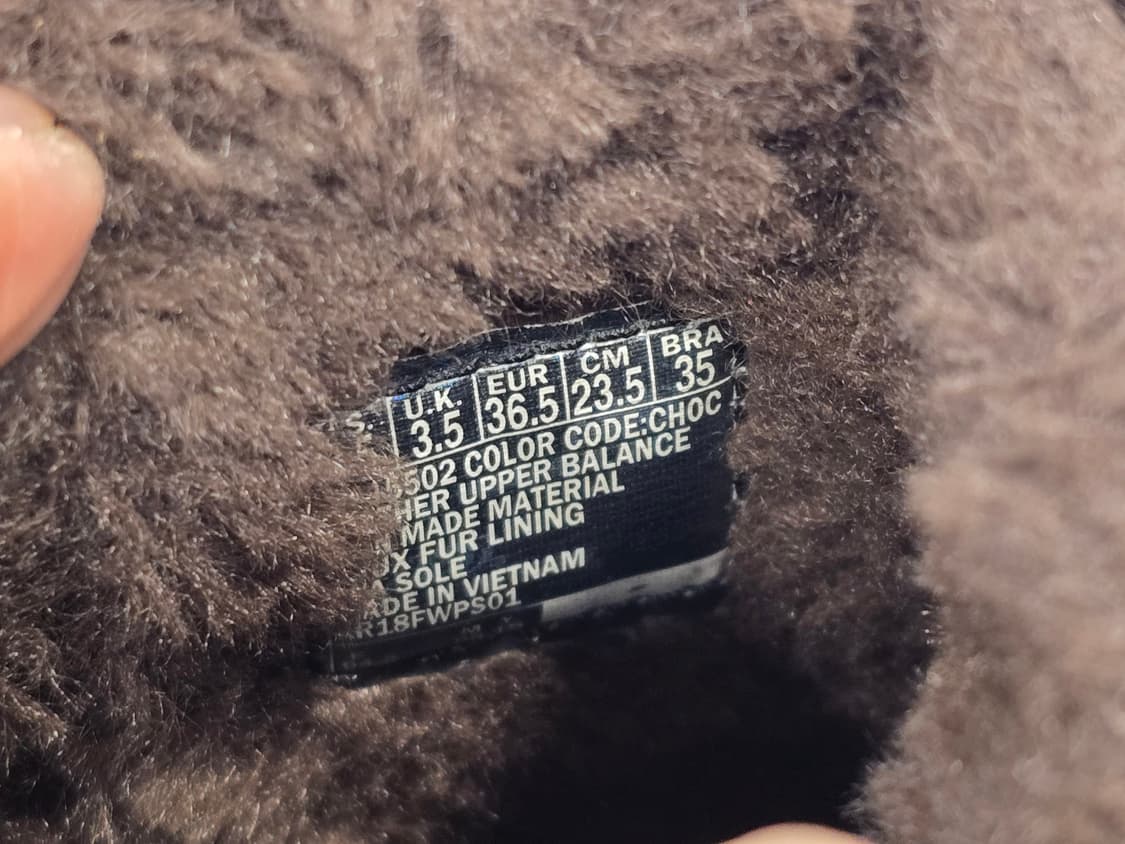 S. U.K. EUR CM BRA
3.5 36.5 23.5 35
502 COLOR CODE:CHOC
HER UPPER BALANCE
MADE MATERIAL
UX FUR LINING
SOLE
ADE IN VIETNAM
R18FWPS01